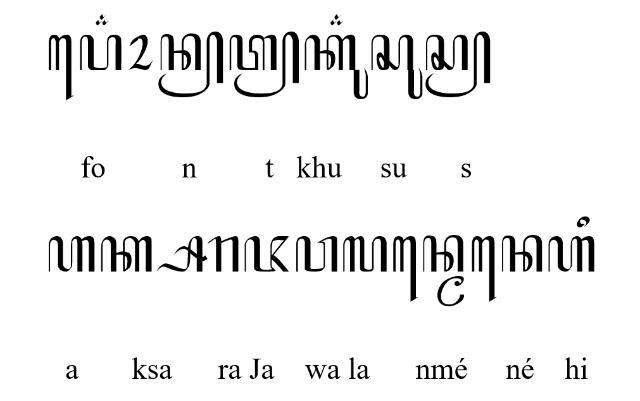 ꦥ꦳ꦺꦴꦤ꧀ꦠ꧀ꦏ꦳ꦸꦱꦸꦱ꧀
fo n t khu su s
ꦲꦏ꧀ꦱꦫꦗꦮꦭꦤ꧀ꦩꦺꦤꦺꦲꦶ
a ksa ra Ja wa la nmé né hi